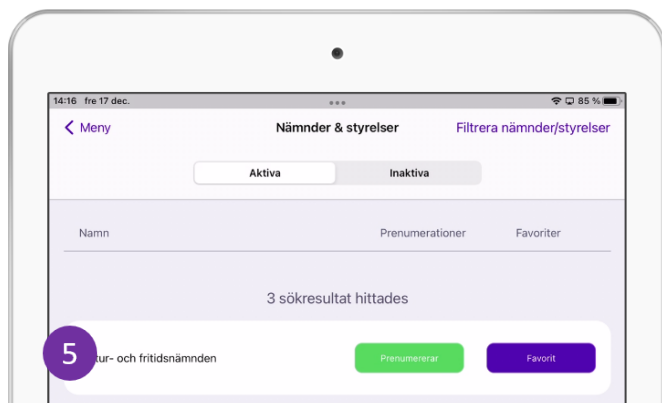 14:16 fre 17 dec. 85 %
Meny Nämnder & styrelser Filtrera nämnder/styrelser
Aktiva Inaktiva
Namn Prenumerationer Favoriter
3 sökresultat hittades
5 tur- och fritidsnämnden Prenumererar Favorit